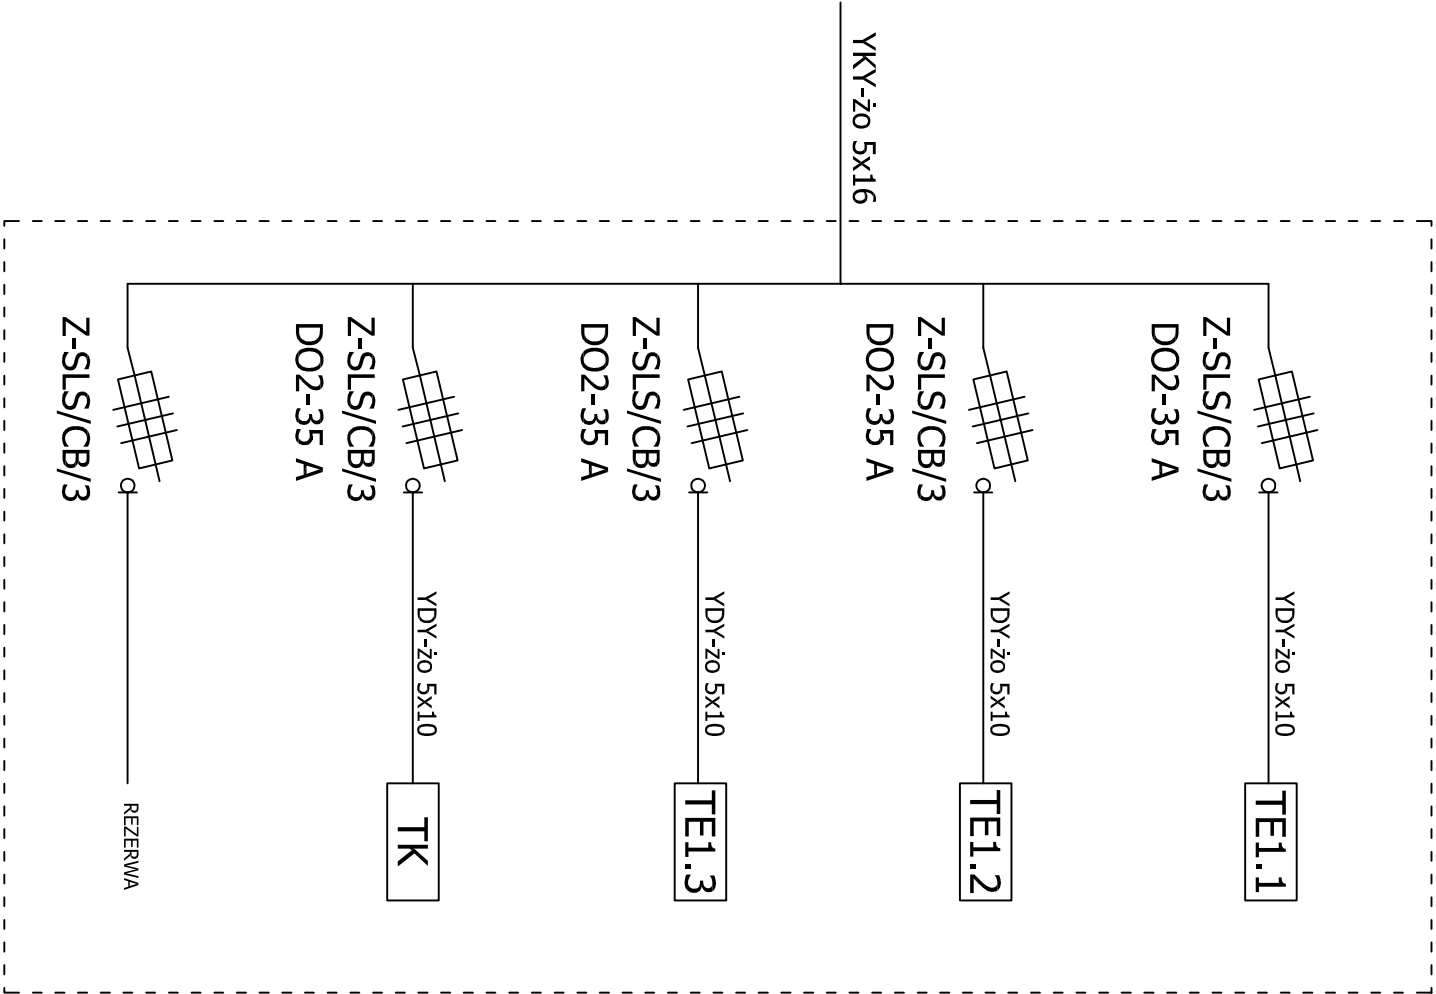 YKY-żo 5x16
Z-SLS/CB/3
DO2-35 A
YDY-żo 5x10
TE1.1
Z-SLS/CB/3
DO2-35 A
YDY-żo 5x10
TE1.2
Z-SLS/CB/3
DO2-35 A
YDY-żo 5x10
TE1.3
Z-SLS/CB/3
DO2-35 A
YDY-żo 5x10
TK
Z-SLS/CB/3
REZERWA